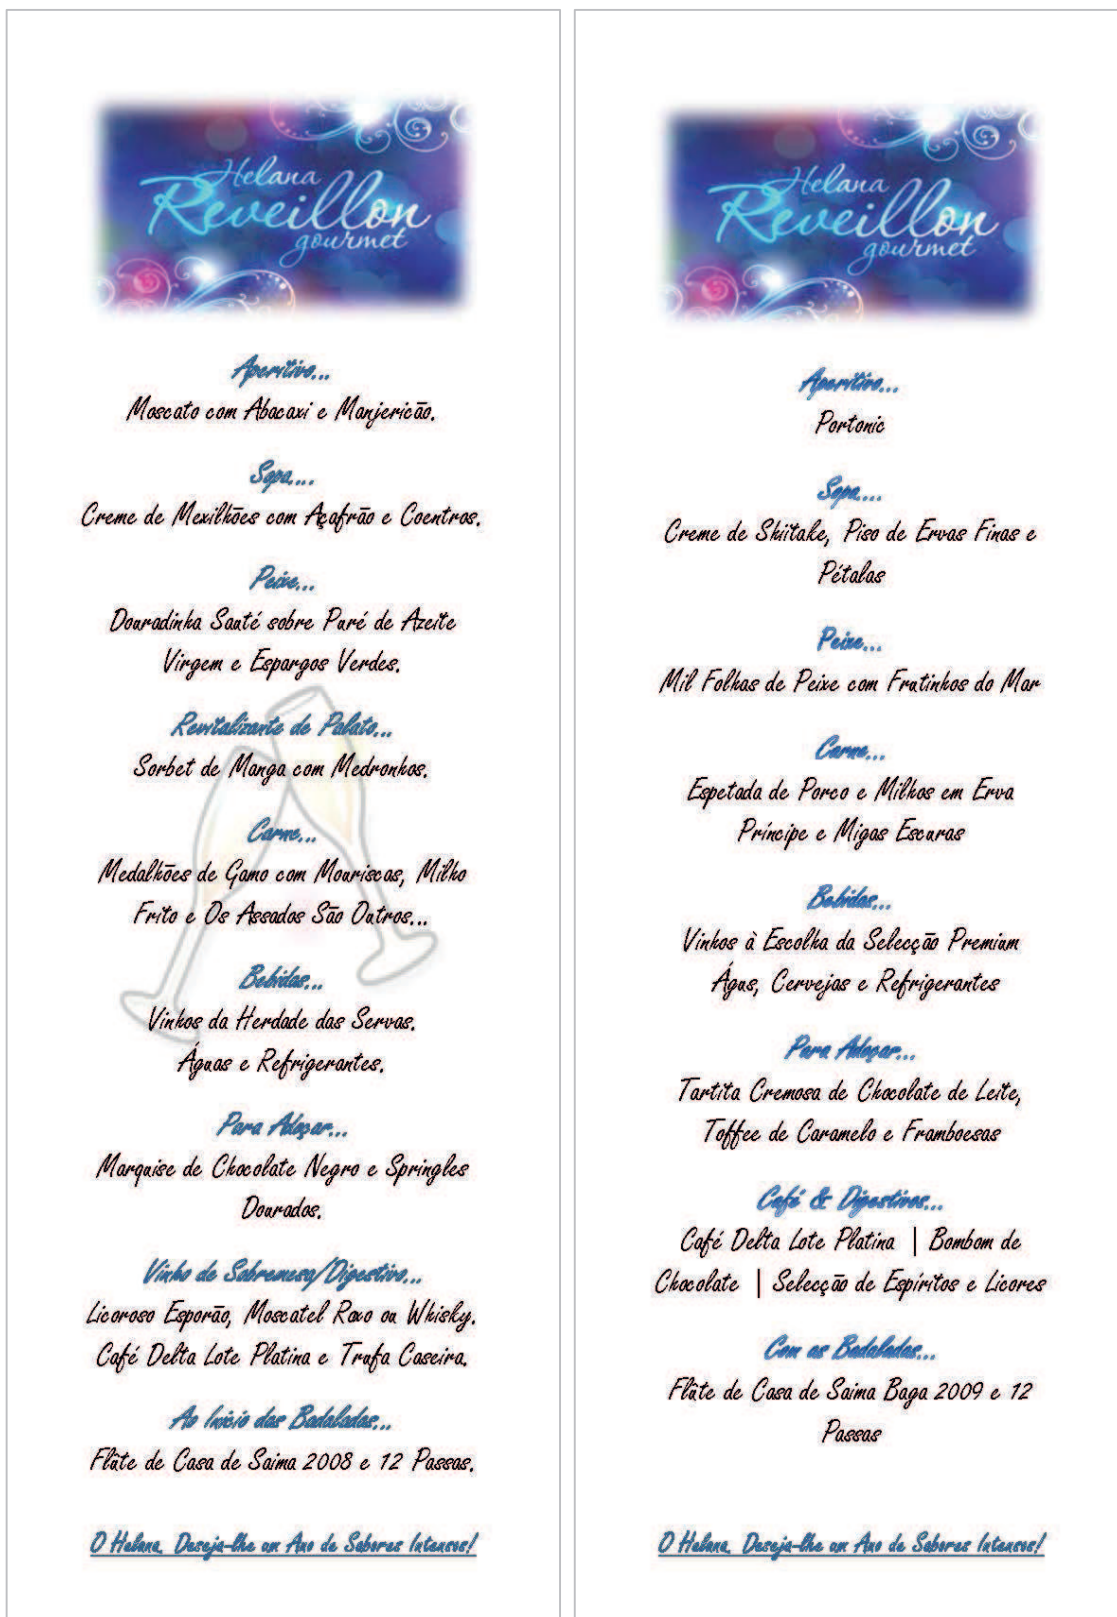 Helana
Reveillon
gourmet
Aperitivo...
Moscato com Abacaxi e Manjericão.
Sopa...
Creme de Mexilhões com Açafrão e Coentros.
Peixe...
Douradinha Sauté sobre Puré de Azeite
Virgem e Espargos Verdes.
Revitalizante de Palato...
Sorbet de Manga com Medronhos.
Carne...
Medalhões de Gamo com Mouriscas, Milho
Frito e Os Assados São Outros...
Bebidas...
Vinhos da Herdade das Servas.
Águas e Refrigerantes.
Para Adoçar...
Marquise de Chocolate Negro e Springles
Dourados.
Vinho de Sobremesa/Digestivo...
Licoroso Esporão, Moscatel Roxo ou Whisky.
Café Delta Lote Platina e Trufa Caseira.
Ao Inicio das Badaladas...
Flûte de Casa de Saima 2008 e 12 Passas.
O Helana Deseja-lhe um Ano de Sabores Intensos!
Helana
Reveillon
gourmet
Aperitivo...
Portonic
Sopa....
Creme de Shiitake, Piso de Ervas Finas e
Pétalas
Peixe...
Mil Folhas de Peixe com Frutinhos do Mar
Carne...
Espetada de Porco e Milhos em Erva
Príncipe e Migas Escuras
Bebidas...
Vinhos à Escolha da Selecção Premium
Águs, Cervejas e Refrigerantes
Para Adoçar...
Tartita Cremosa de Chocolate de Leite,
Toffee de Caramelo e Framboesas
Café & Digestivos...
Café Delta Lote Platina | Bombom de
Chocolate | Selecção de Espíritos e Licores
Com as Badaladas...
Flûte de Casa de Saima Baga 2009 e 12
Passas
O Helana Deseja-lhe um Ano de Sabores Intensos!